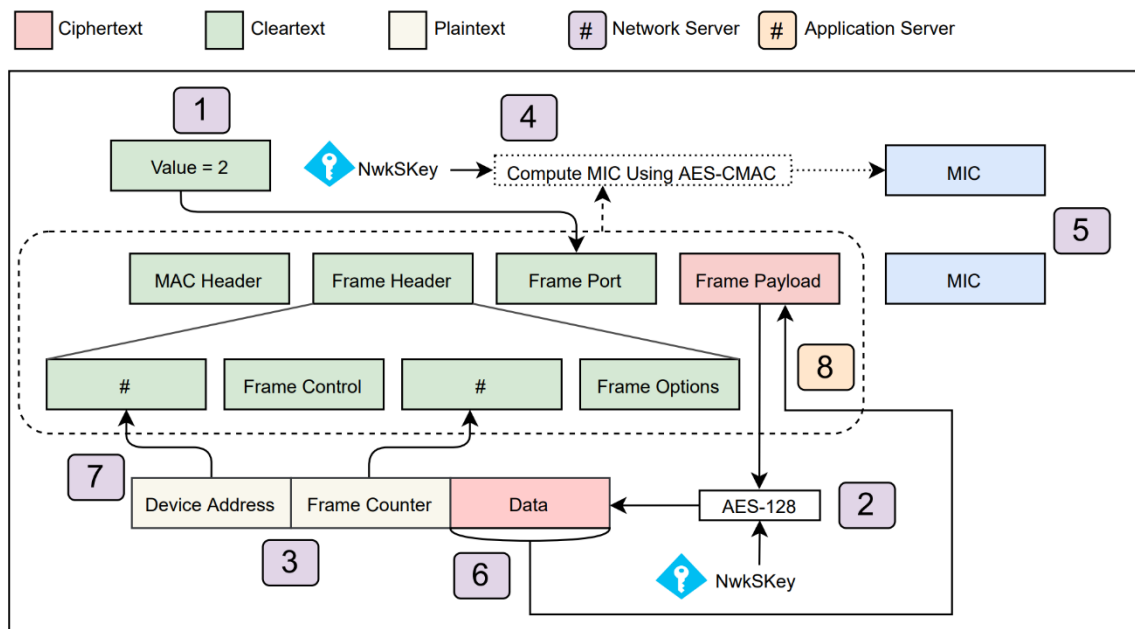 Ciphertext
Cleartext
Plaintext
# Network Server
# Application Server
1
4
Value = 2
NwkSKey
Compute MIC Using AES-CMAC
MIC
5
MAC Header
Frame Header
Frame Port
Frame Payload
MIC
8
#
Frame Control
#
Frame Options
7
Device Address
Frame Counter
Data
AES-128
2
3
6
NwkSKey